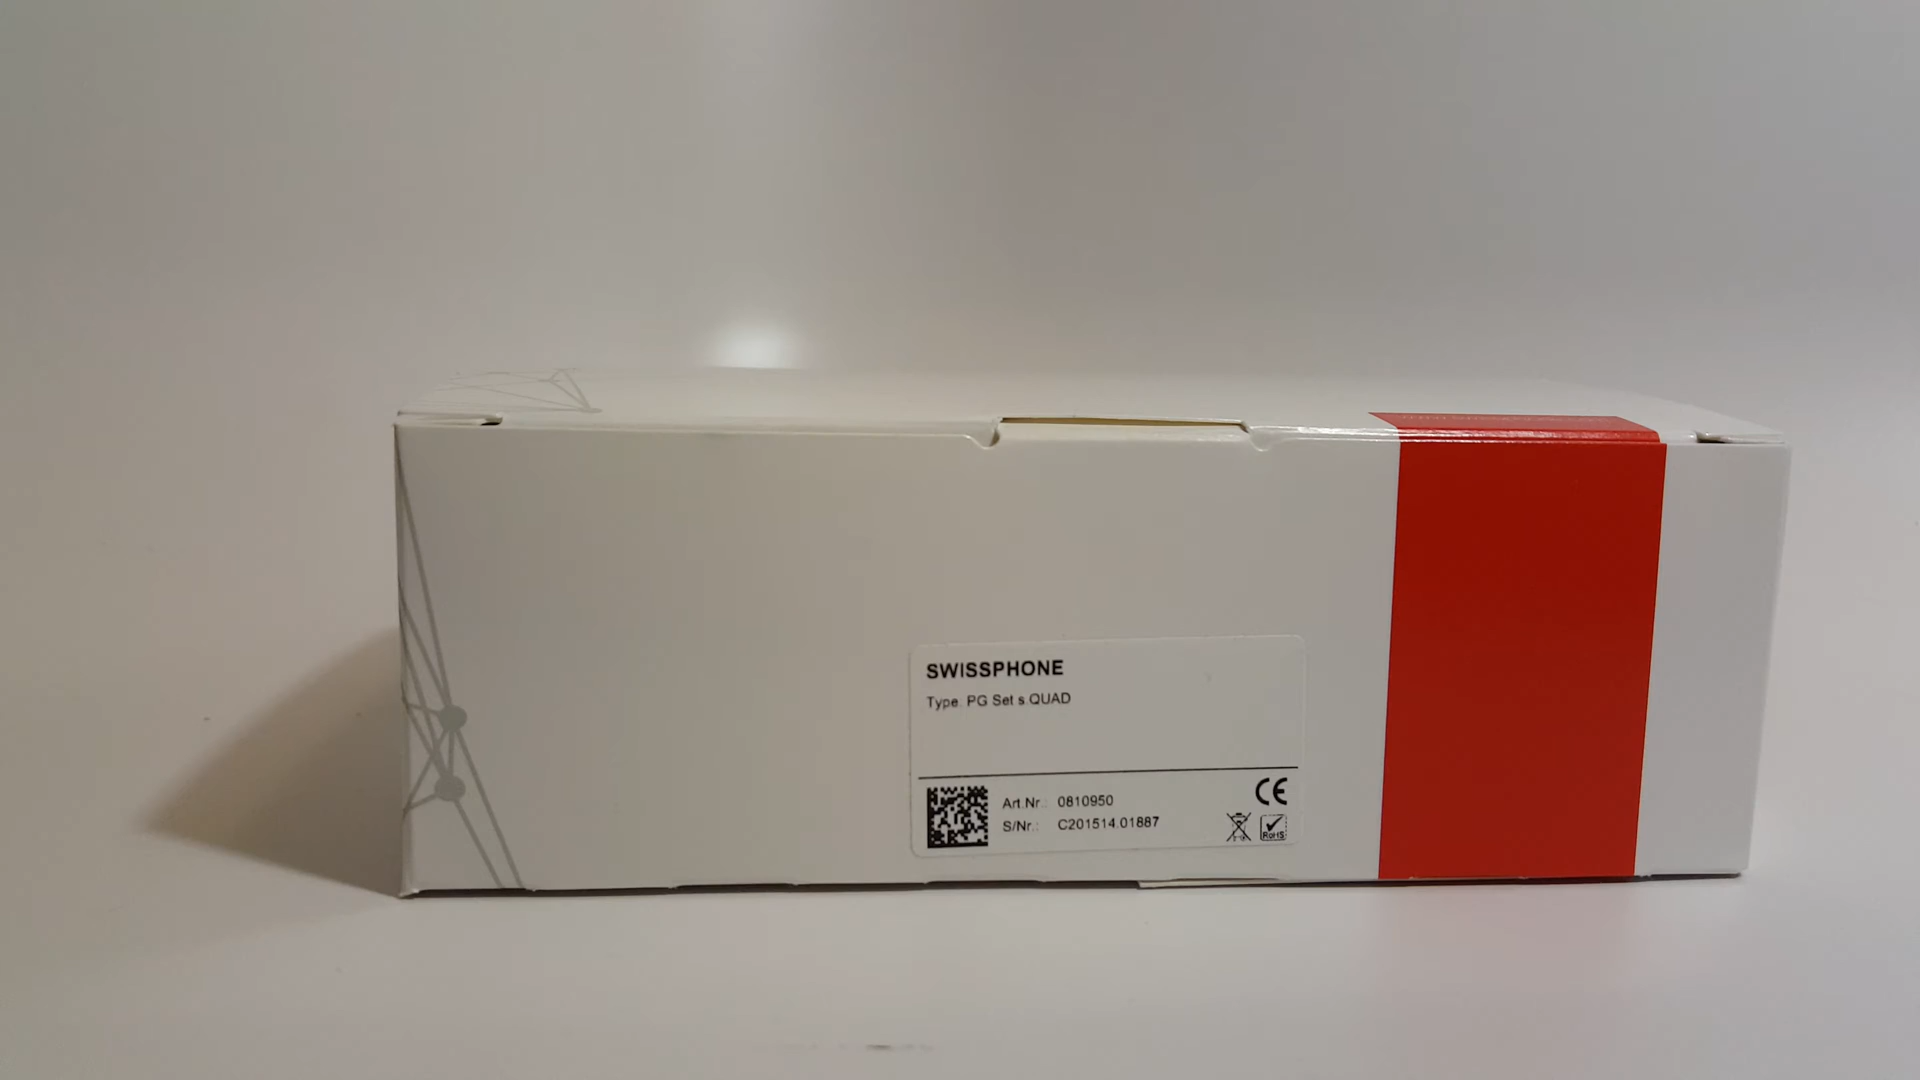 SWISSPHONE
Type. PG Set s.QUAD
CE
Art.Nr.: 0810950
S/Nr.: C201514.01887
RoHS